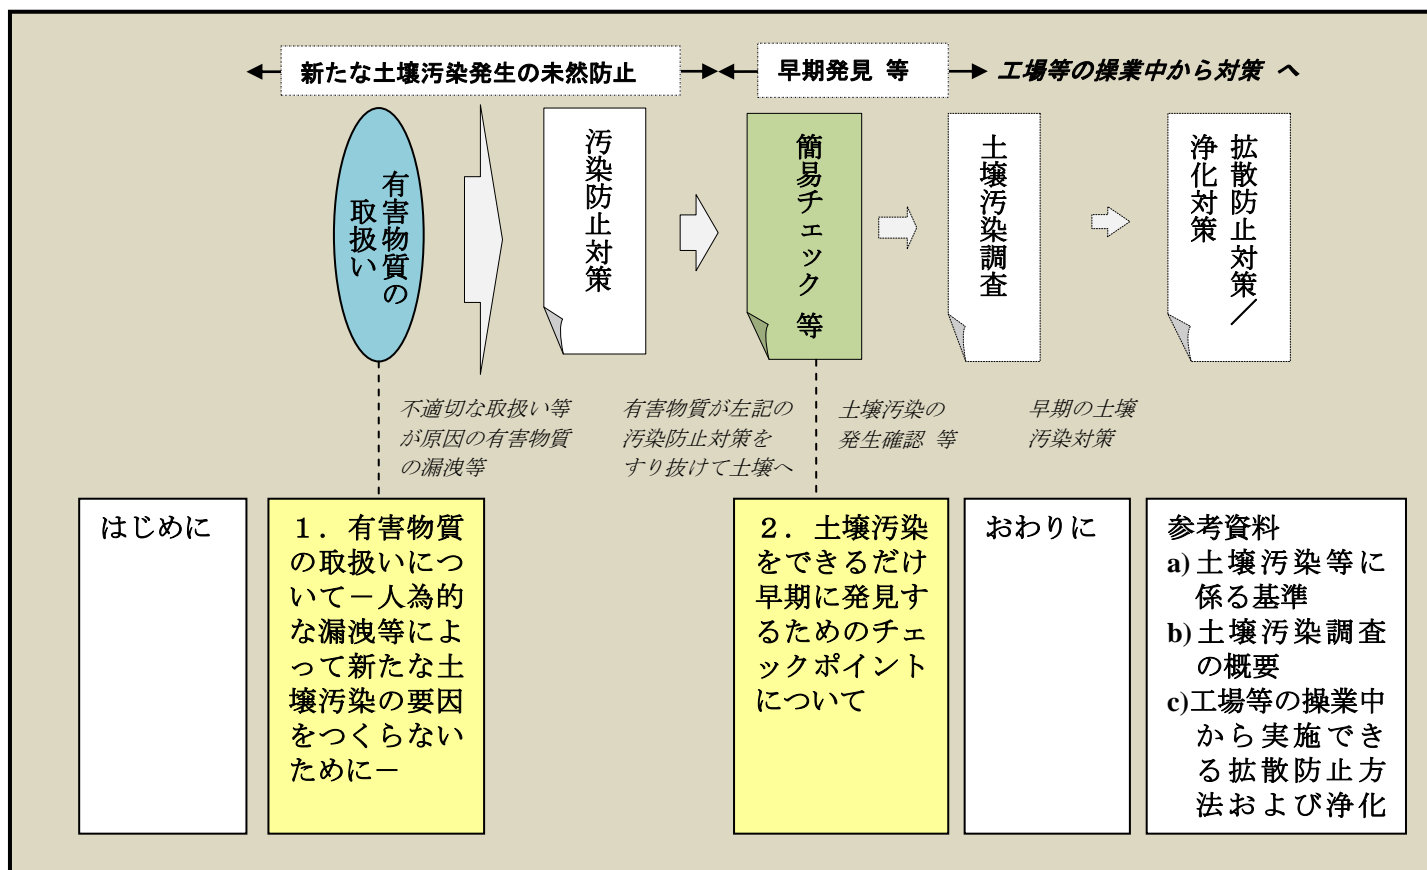 新たな土壌汚染発生の未然防止
早期発見 等
工場等の操業中から対策 へ
有害物質の
取扱い
汚染防止対策
簡易チェック 等
土壌汚染調査
拡散防止対策／
浄化対策
不適切な取扱い等
が原因の有害物質
の漏洩等
有害物質が左記の
汚染防止対策を
すり抜けて土壌へ
土壌汚染の
発生確認 等
早期の土壌
汚染対策
はじめに
１．有害物質
の取扱いにつ
いて－人為的
な漏洩等によ
って新たな土
壌汚染の要因
をつくらない
ために－
２．土壌汚染
をできるだけ
早期に発見す
るためのチェ
ックポイント
について
おわりに
参考資料
a)土壌汚染等に
係る基準
b)土壌汚染調査
の概要
c)工場等の操業中
から実施でき
る拡散防止方
法および浄化